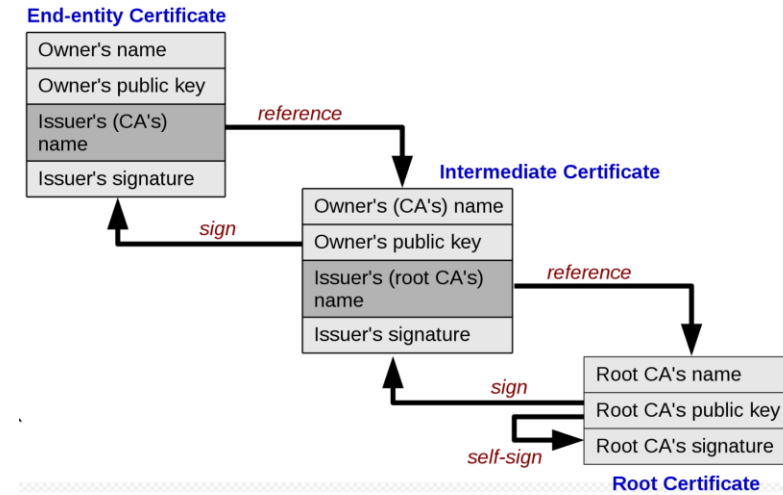 End-entity Certificate
Owner's name
Owner's public key
Issuer's (CA's)
name
Issuer's signature
reference
sign
Intermediate Certificate
Owner's (CA's) name
Owner's public key
Issuer's (root CA's)
name
Issuer's signature
reference
sign
self-sign
Root CA's name
Root CA's public key
Root CA's signature
Root Certificate